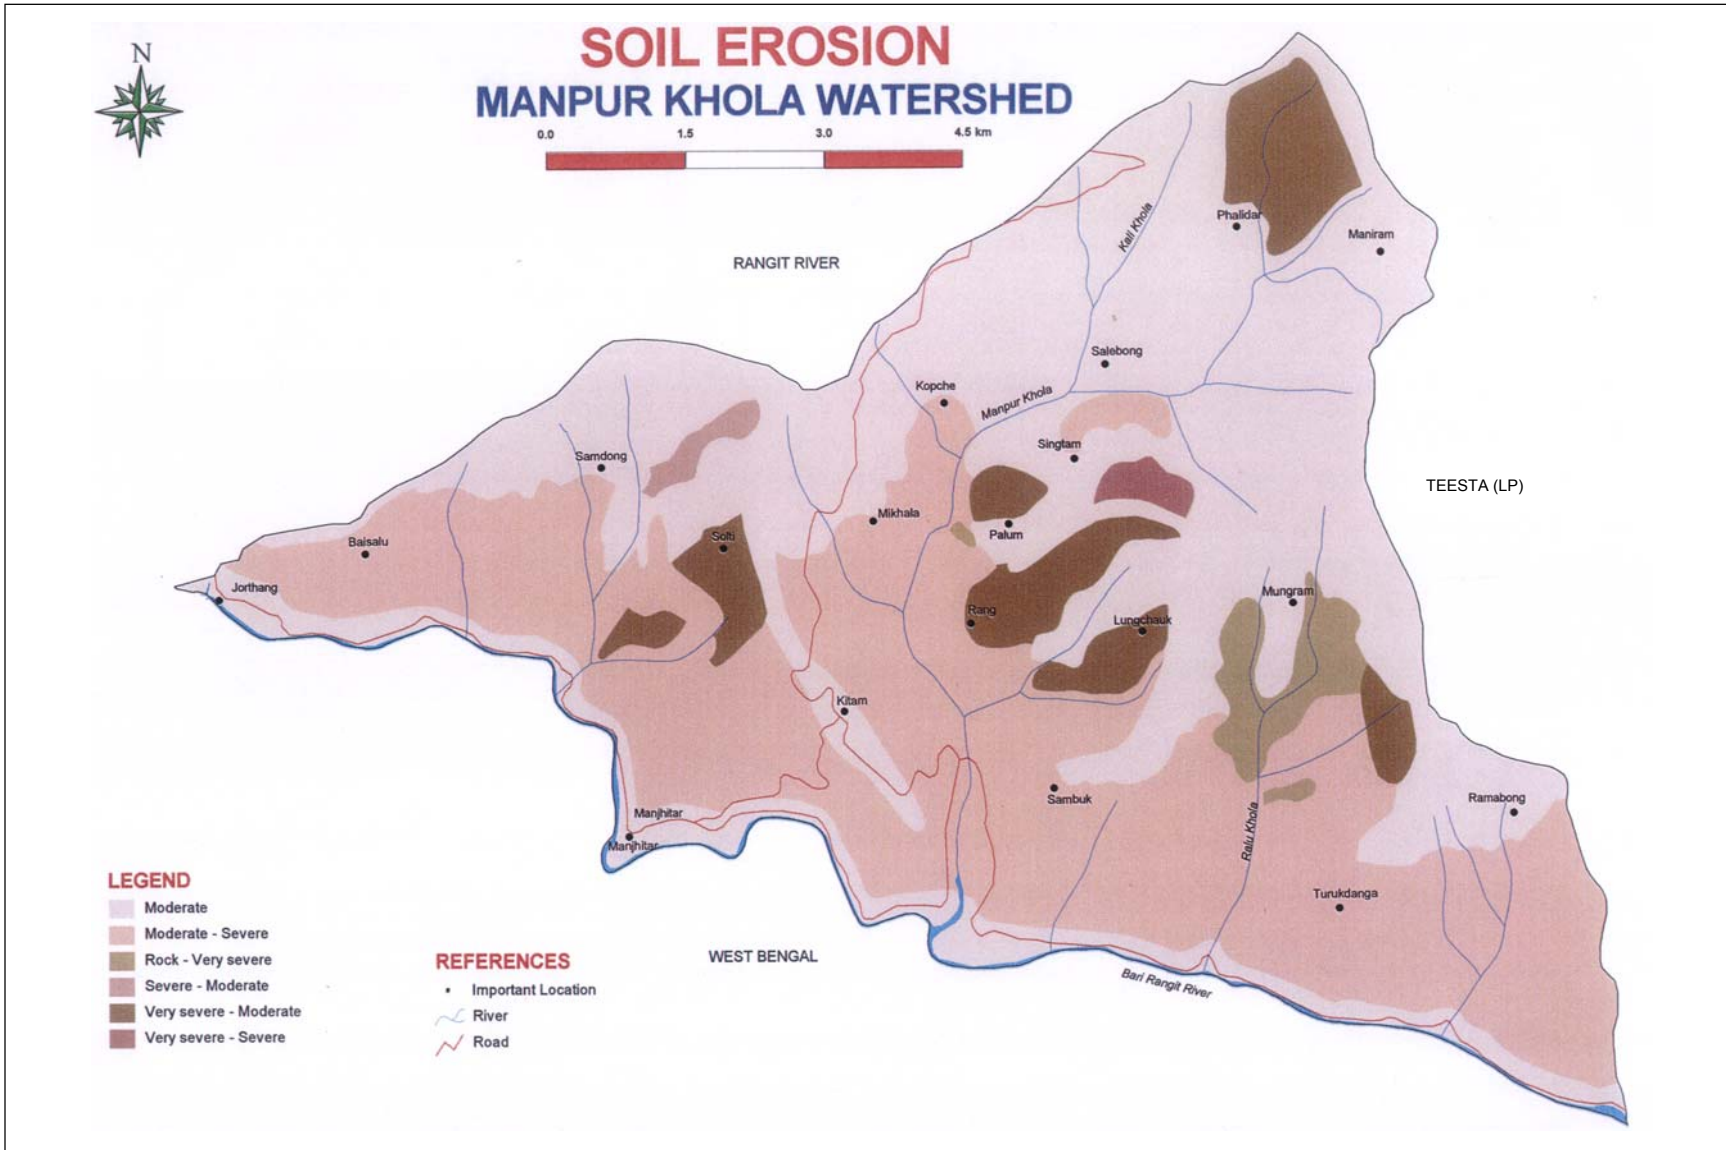 N
SOIL EROSION
MANPUR KHOLA WATERSHED
0.0 1.5 3.0 4.5 km
Phalidar
Maniram
Kali Khola
RANGIT RIVER
Salebong
Kopche
Manpur Khola
Singtam
Samdong
TEESTA (LP)
Mikhala
Palum
Solti
Baisalu
Jorthang
Mungram
Rang
Lungchauk
Kitam
Sambuk
Ramabong
Manjhitar
Manjhitar
Ralu Khola
Turukdanga
WEST BENGAL
Bari Rangit River
LEGEND
Moderate
Moderate - Severe
Rock - Very severe
Severe - Moderate
Very severe - Moderate
Very severe - Severe
REFERENCES
Important Location
River
Road